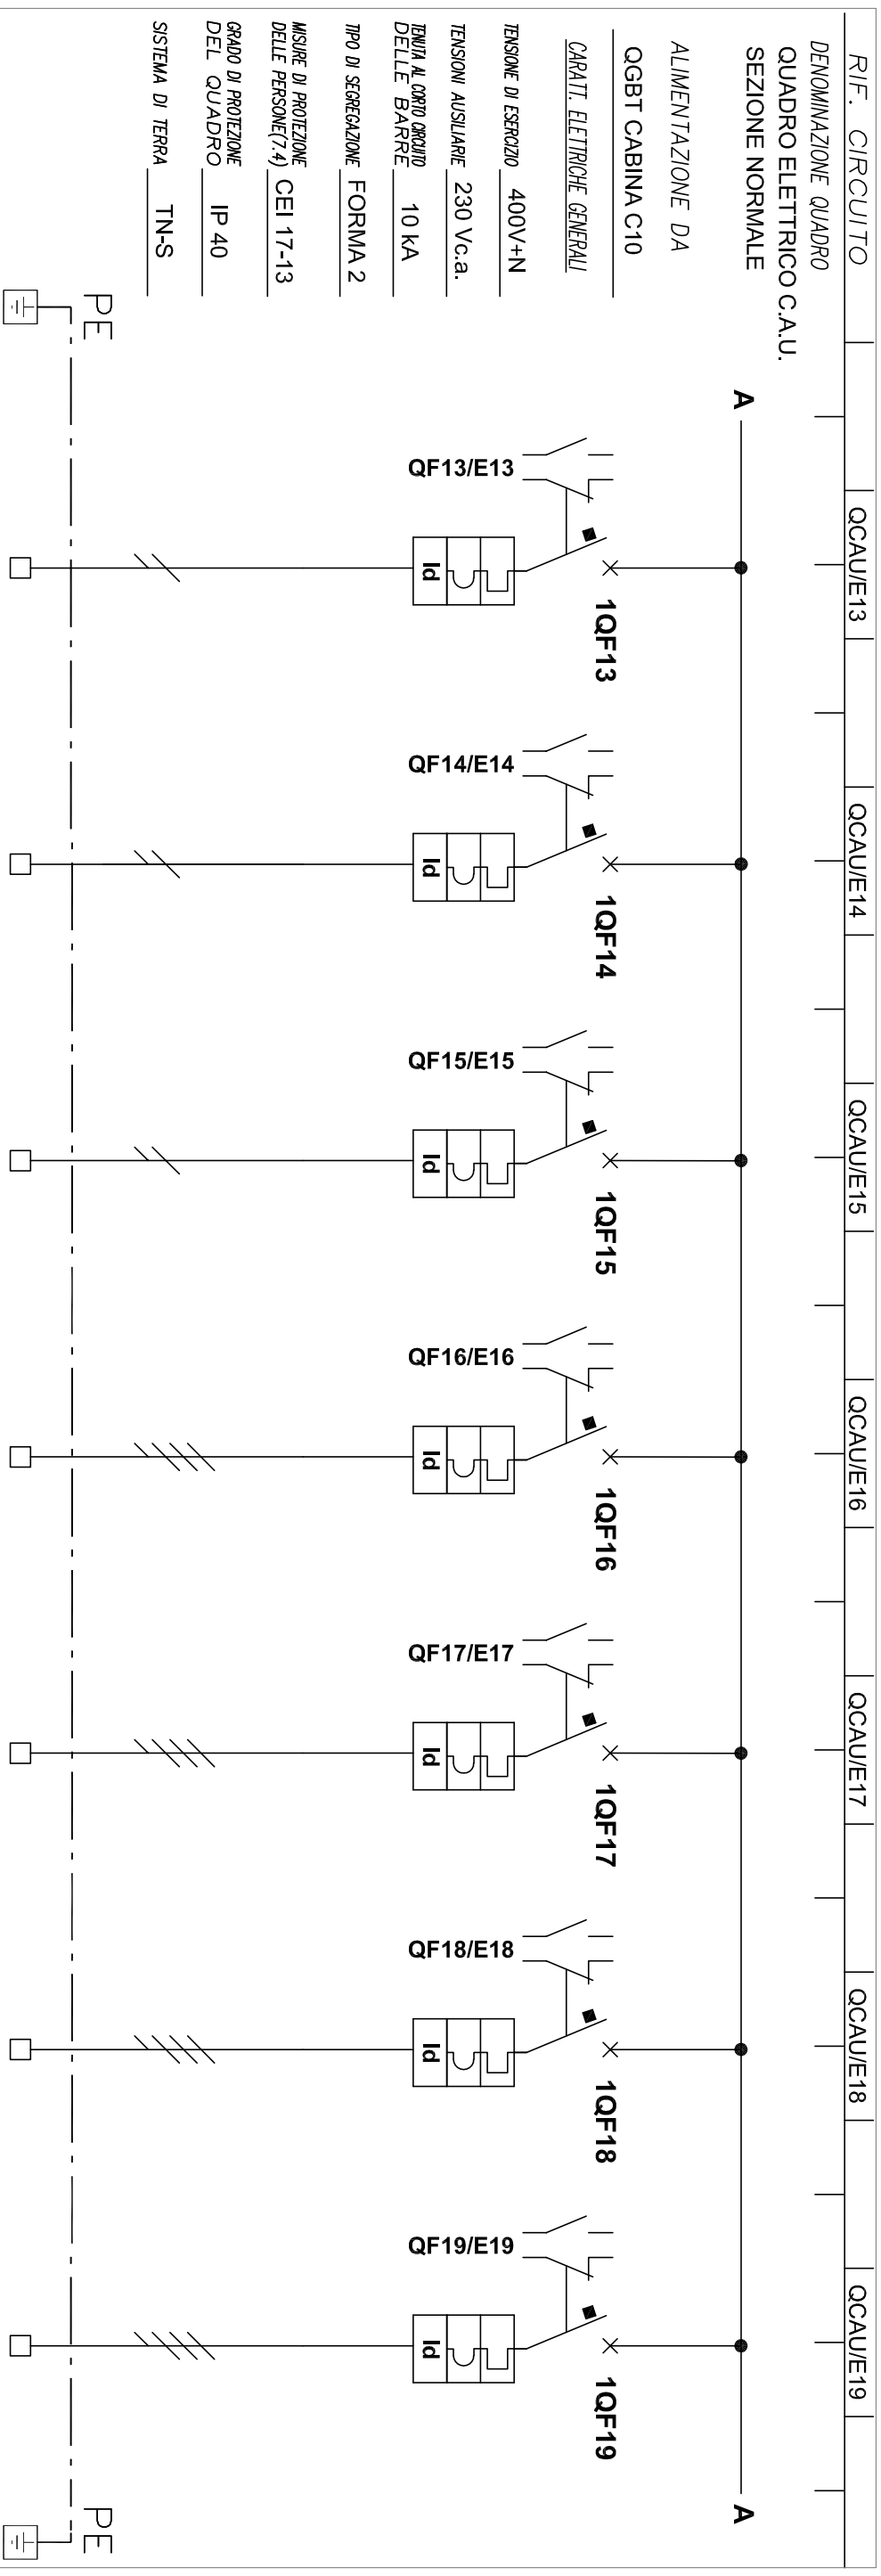 RIF. CIRCUITO
QCAU/E13
QCAU/E14
QCAU/E15
QCAU/E16
QCAU/E17
QCAU/E18
QCAU/E19
DENOMINAZIONE QUADRO
QUADRO ELETTRICO C.A.U.
SEZIONE NORMALE
A
A
ALIMENTAZIONE DA
QGBT CABINA C10
CARATT. ELETTRICHE GENERALI
TENSIONE DI ESERCIZIO 400V+N
TENSIONI AUSILIARIE 230 Vc.a.
TENUTA AL CORTO CIRCUITO
DELLE BARRE 10 kA
TIPO DI SEGREGAZIONE FORMA 2
MISURE DI PROTEZIONE
DELLE PERSONE(7.4) CEI 17-13
GRADO DI PROTEZIONE
DEL QUADRO IP 40
SISTEMA DI TERRA TN-S
1QF13
1QF14
1QF15
1QF16
1QF17
1QF18
1QF19
QF13/E13
QF14/E14
QF15/E15
QF16/E16
QF17/E17
QF18/E18
QF19/E19
Id
Id
Id
Id
Id
Id
Id
PE
PE